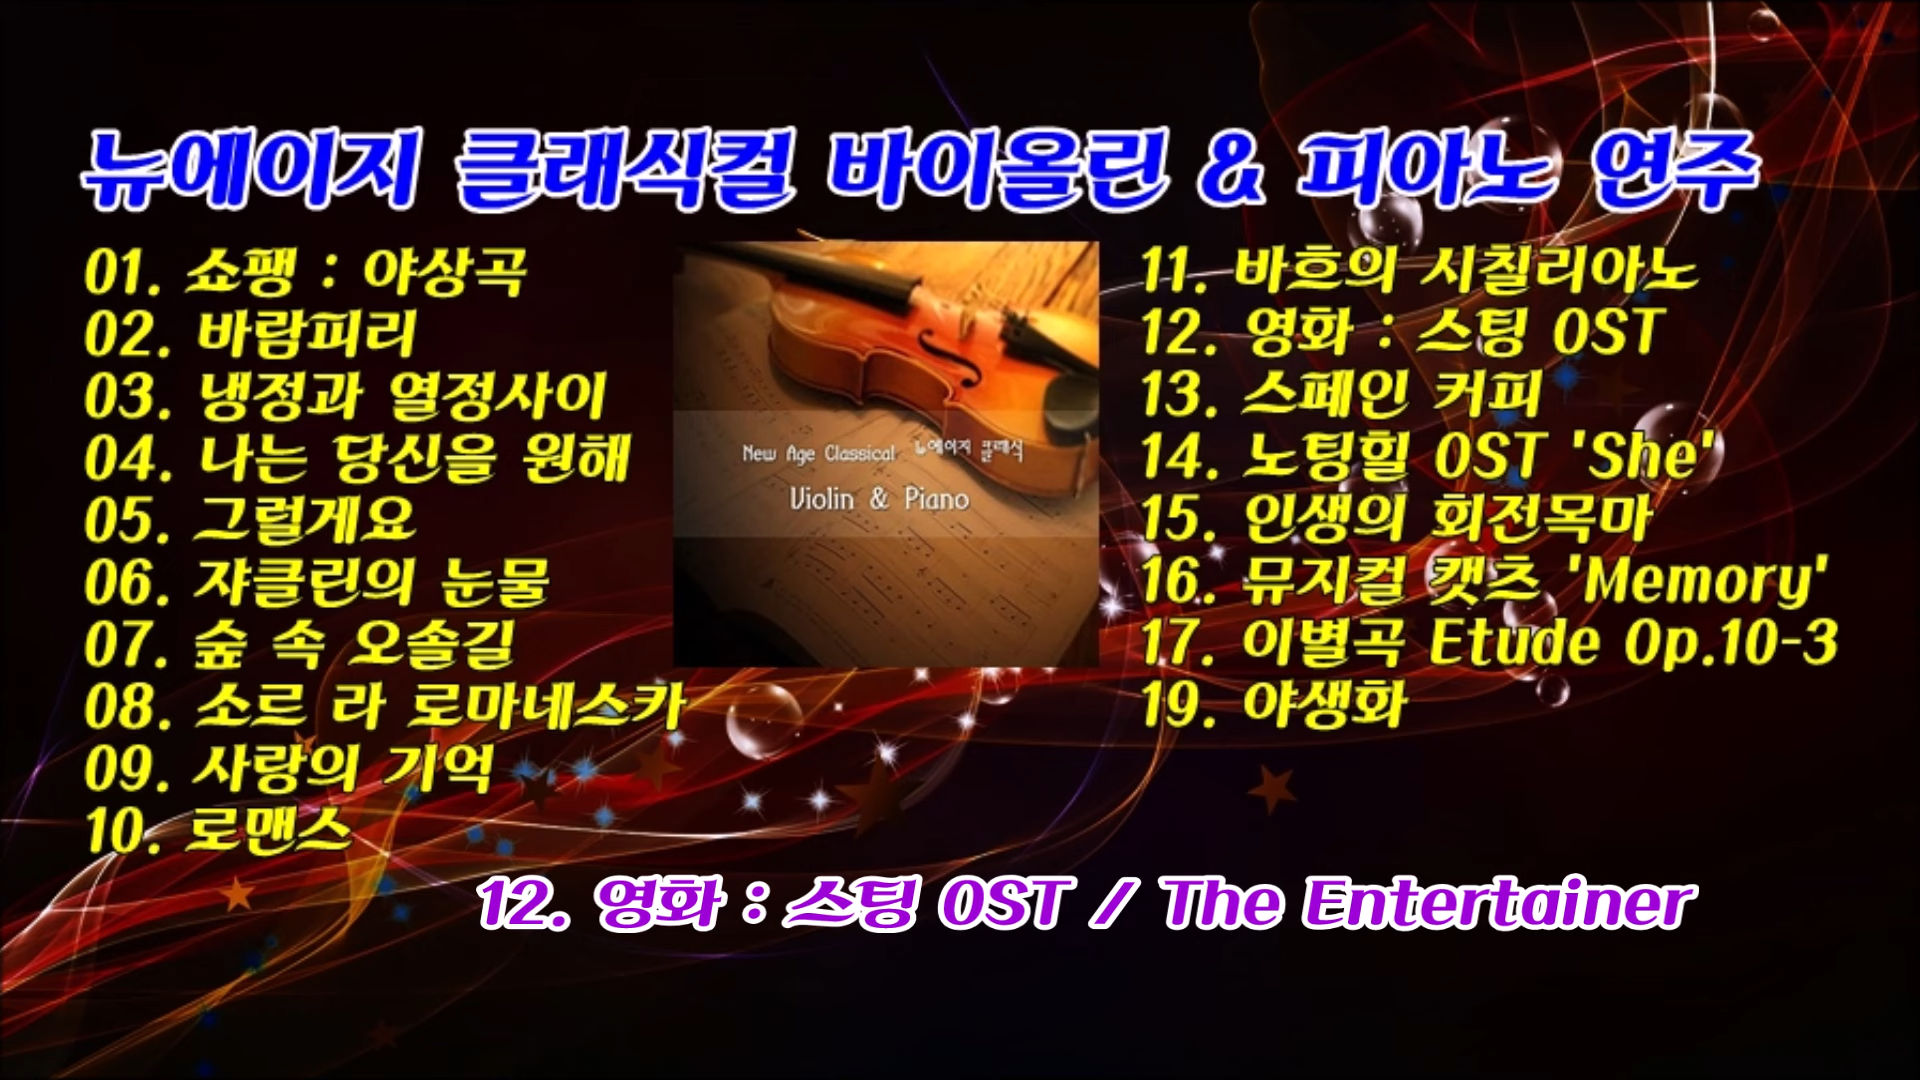 뉴에이지 클래식컬 바이올린 & 피아노 연주
01. 쇼팽 : 야상곡
02. 바람피리
03. 냉정과 열정사이
04. 나는 당신을 원해
05. 그럴게요
06. 쟈클린의 눈물
07. 숲 속 오솔길
08. 소르 라 로마네스카
09. 사랑의 기억
10. 로맨스
New Age Classical 뉴에이지 클래식
Violin & Piano
11. 바흐의 시칠리아노
12. 영화 : 스팅 OST
13. 스페인 커피
14. 노팅힐 OST 'She'
15. 인생의 회전목마
16. 뮤지컬 캣츠 'Memory'
17. 이별곡 Etude Op.10-3
19. 야생화
12. 영화 : 스팅 OST / The Entertainer